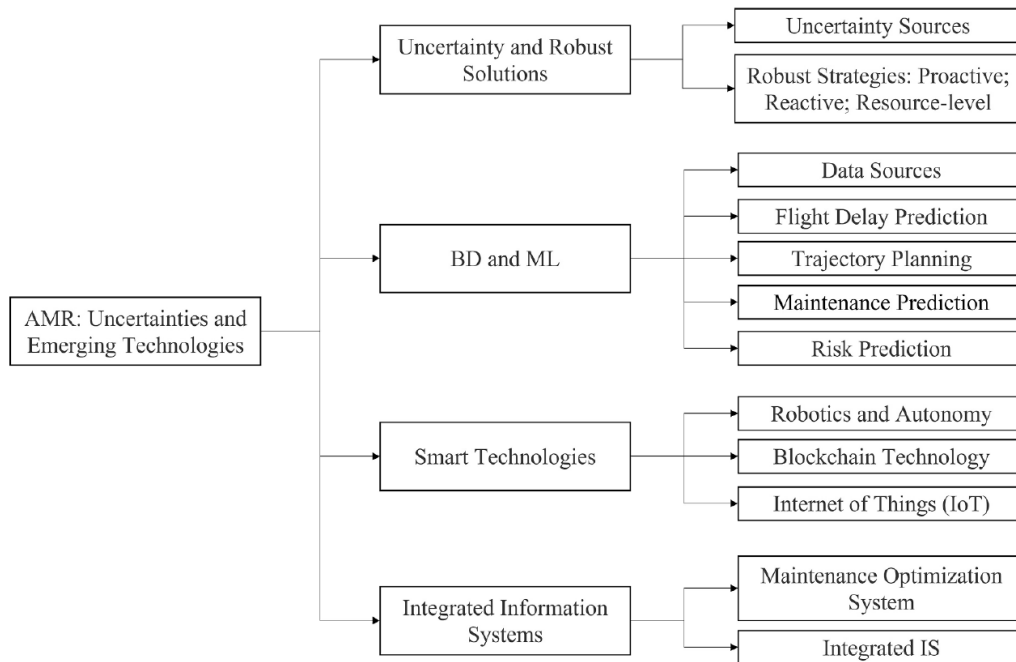 AMR: Uncertainties and
Emerging Technologies
Uncertainty and Robust
Solutions
Uncertainty Sources
Robust Strategies: Proactive;
Reactive; Resource-level
BD and ML
Data Sources
Flight Delay Prediction
Trajectory Planning
Maintenance Prediction
Risk Prediction
Smart Technologies
Robotics and Autonomy
Blockchain Technology
Internet of Things (IoT)
Integrated Information
Systems
Maintenance Optimization
System
Integrated IS